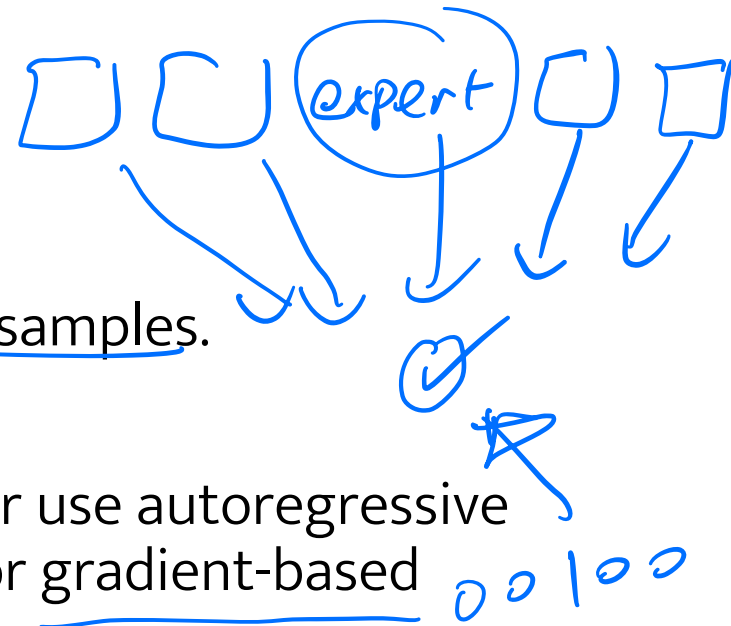 expert
samples.
r use autoregressive
or gradient-based
00100